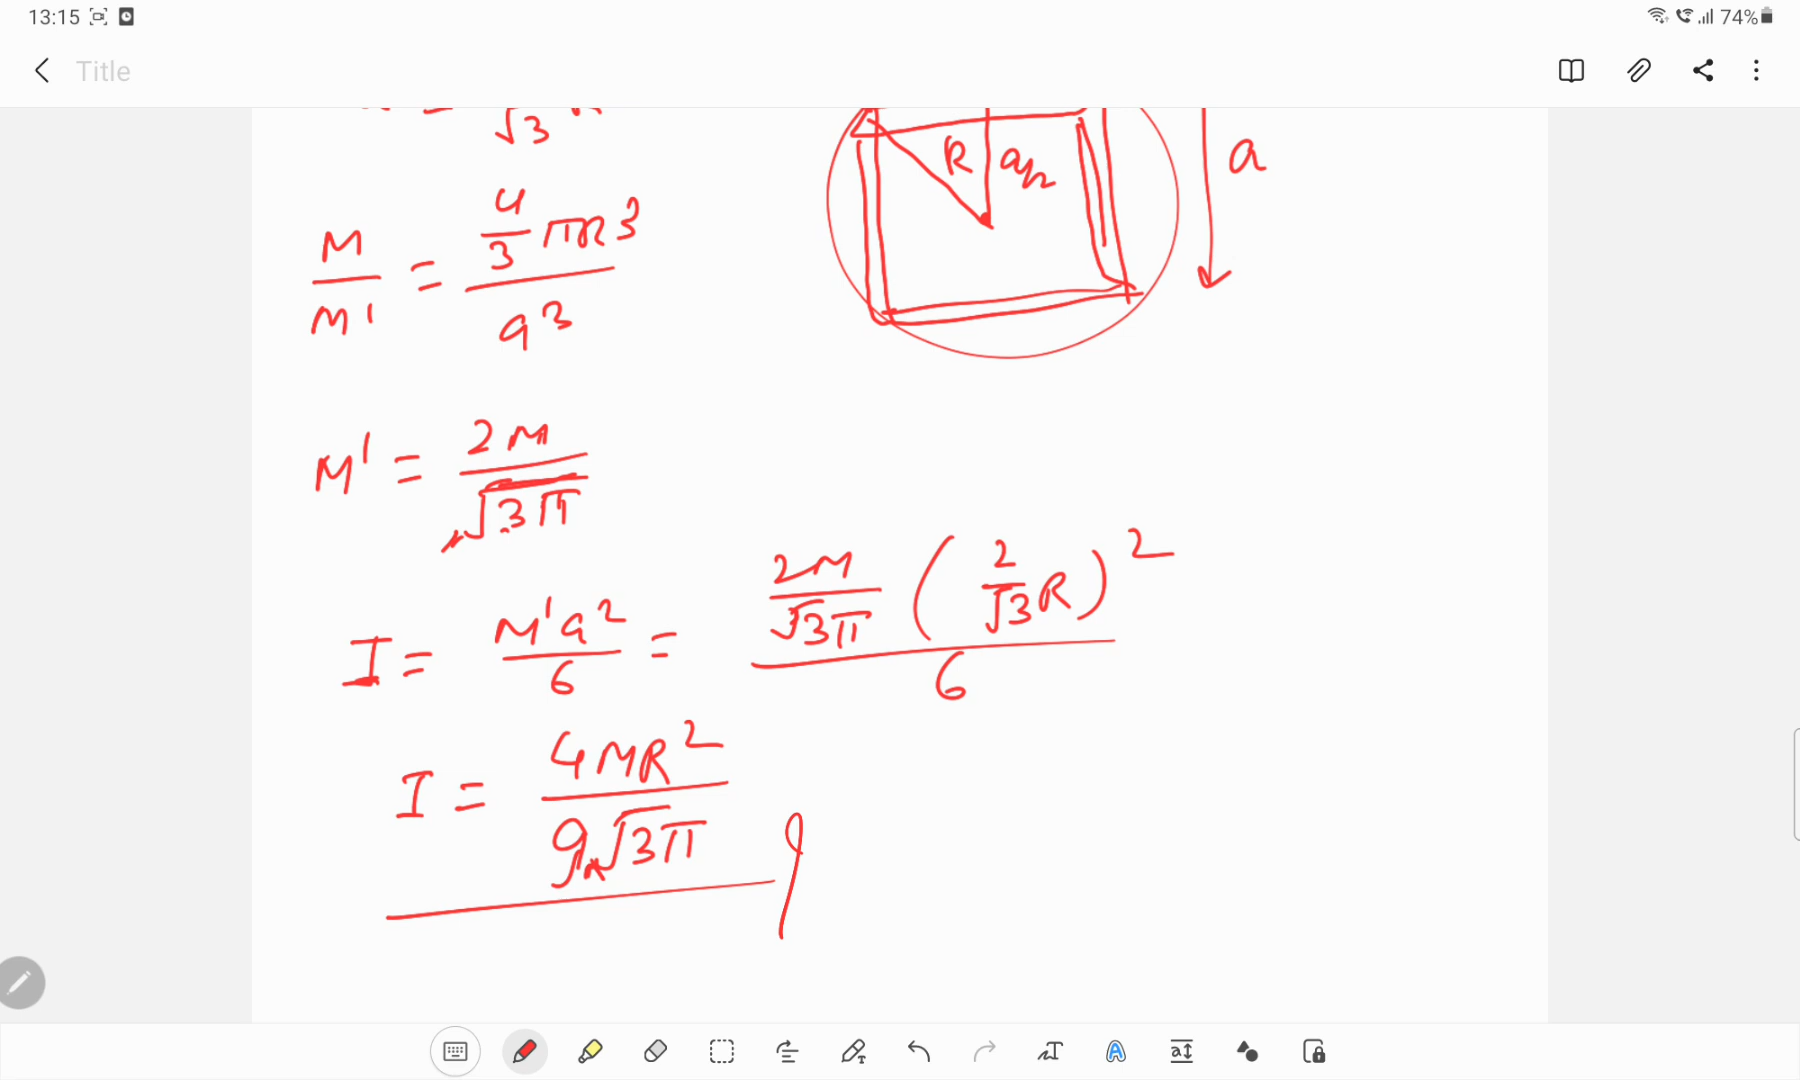 13:15 74%
Title
√3
R a/2 a
M/M' = (4/3 πR3)/a3
M' = 2M/√3π
I = M'a2/6 = (2M/√3π (2/√3 R)2)/6
I = 4MR2/9√3π